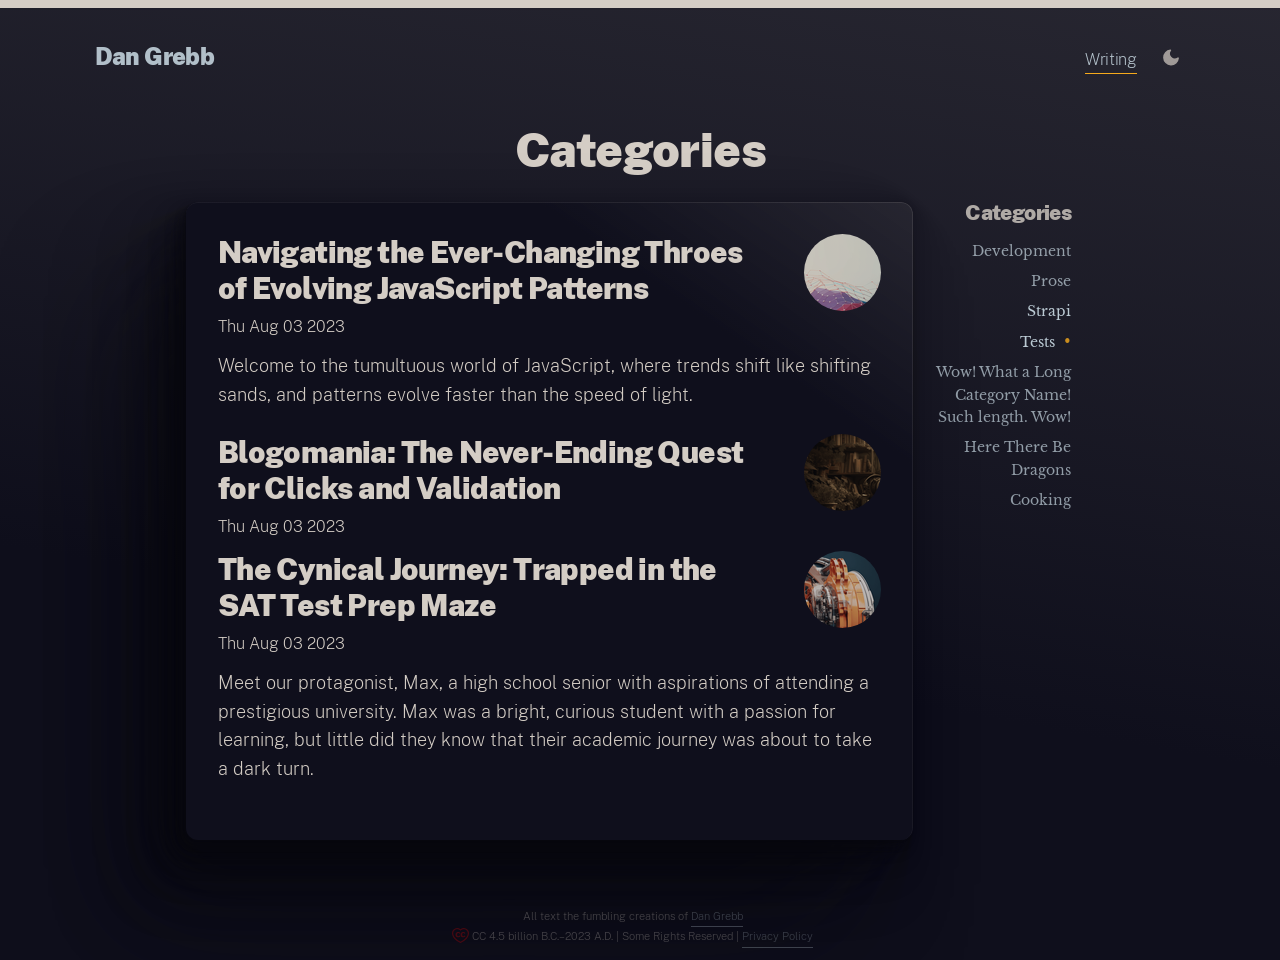 Dan Grebb
Writing
Categories
Navigating the Ever-Changing Throes
of Evolving JavaScript Patterns
Thu Aug 03 2023
Welcome to the tumultuous world of JavaScript, where trends shift like shifting
sands, and patterns evolve faster than the speed of light.
Blogomania: The Never-Ending Quest
for Clicks and Validation
Thu Aug 03 2023
The Cynical Journey: Trapped in the
SAT Test Prep Maze
Thu Aug 03 2023
Meet our protagonist, Max, a high school senior with aspirations of attending a
prestigious university. Max was a bright, curious student with a passion for
learning, but little did they know that their academic journey was about to take
a dark turn.
Categories
Development
Prose
Strapi
Tests •
Wow! What a Long
Category Name!
Such length. Wow!
Here There Be
Dragons
Cooking
All text the fumbling creations of Dan Grebb
CC 4.5 billion B.C.–2023 A.D. | Some Rights Reserved | Privacy Policy